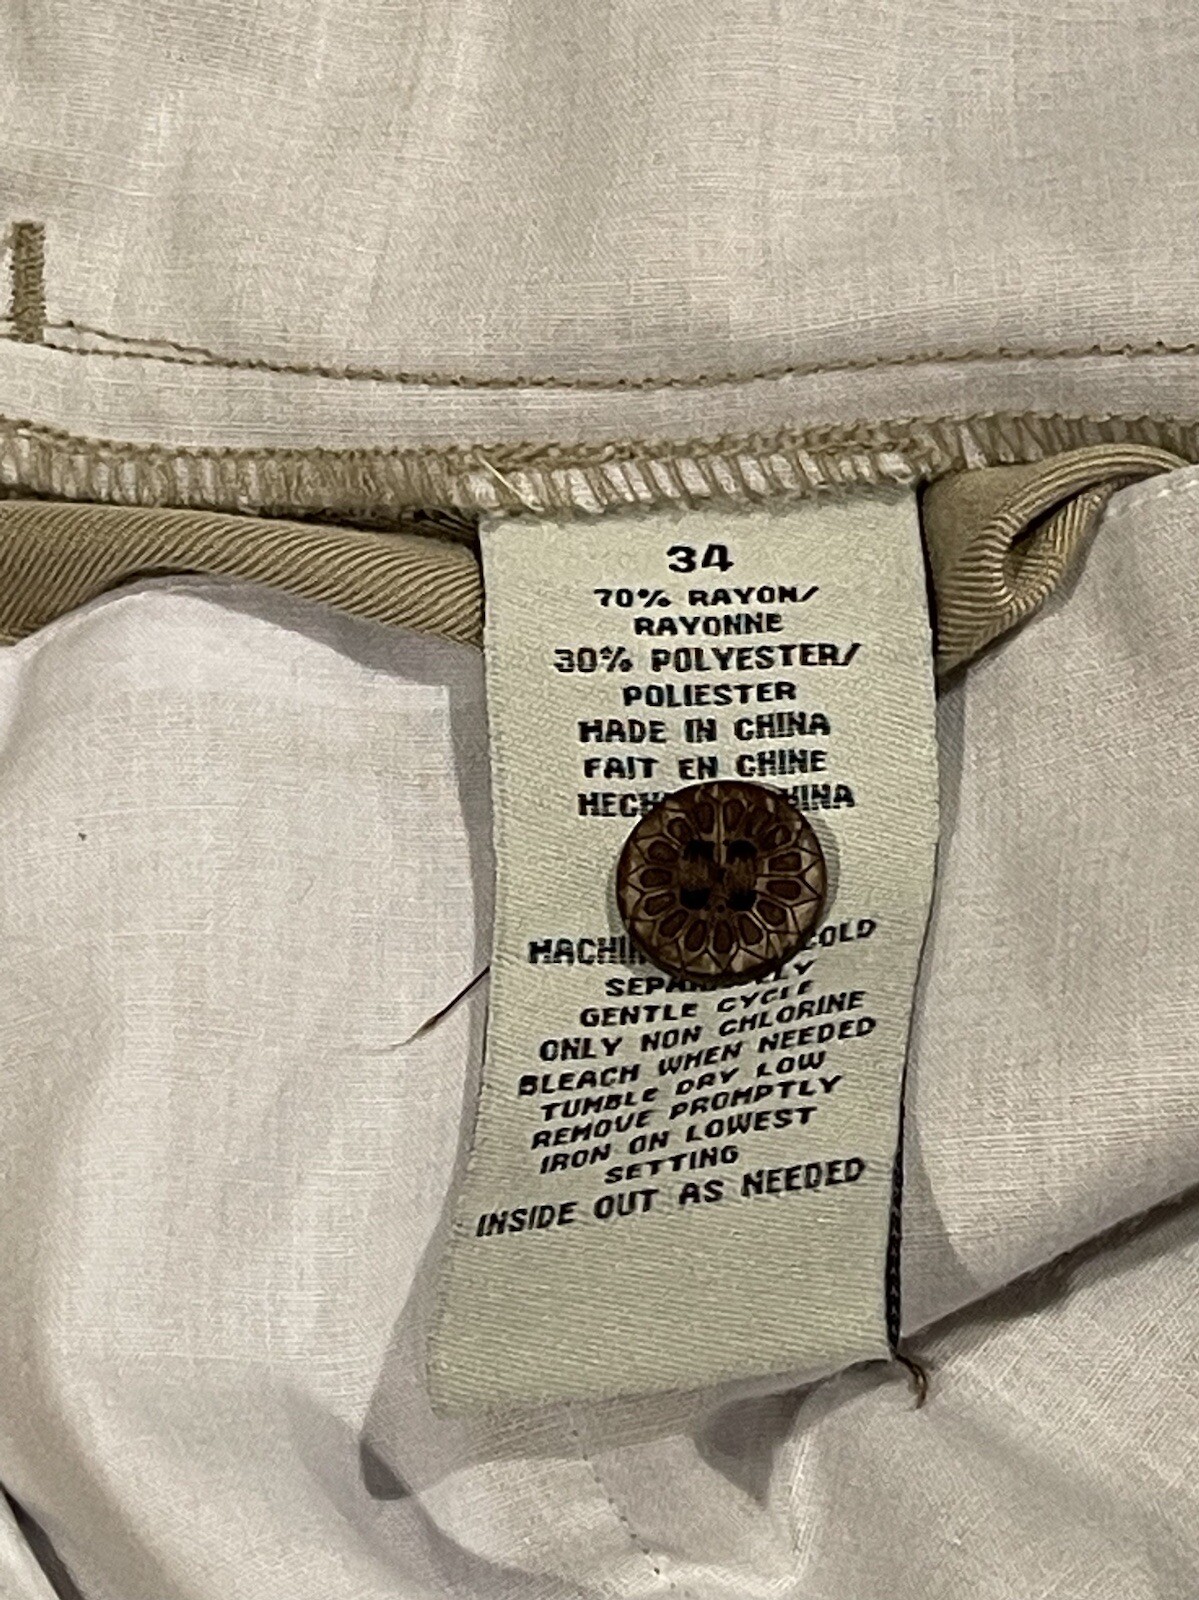 34
70% RAYON/
RAYONNE
30% POLYESTER/
POLIESTER
MADE IN CHINA
FAIT EN CHINE
COLD
GENTLE CYCLE
ONLY NON CHLORINE
BLEACH WHEN NEEDED
TUMBLE DRY LOW
REMOVE PROMPTLY
IRON ON LOWEST
SETTING
INSIDE OUT AS NEEDED